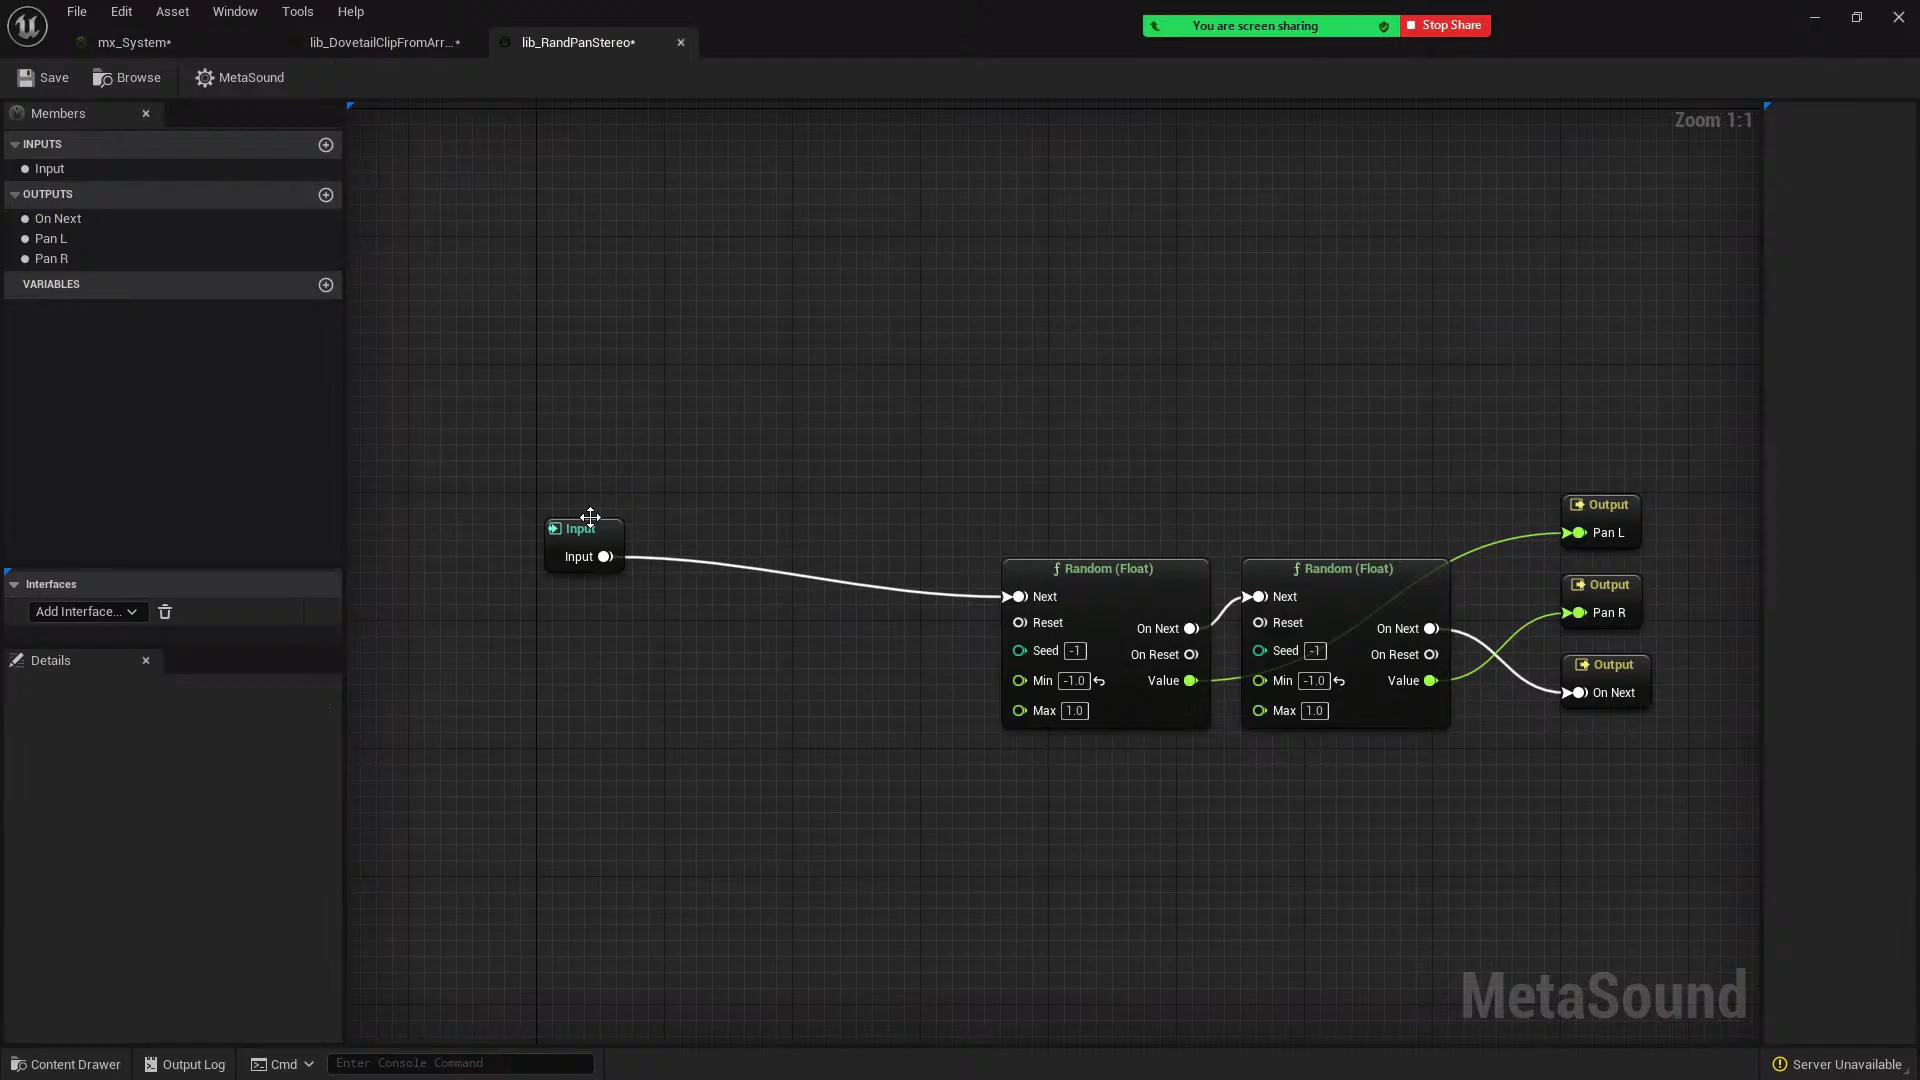 File Edit Asset Window Tools Help
You are screen sharing Stop Share
mx_System* lib_DovetailClipFromArr...* lib_RandPanStereo*
Save Browse MetaSound
Members
Zoom 1:1
INPUTS
Input
OUTPUTS
On Next
Pan L
Pan R
VARIABLES
Input
Input
Random (Float)
Next
Reset
On Next
Seed -1
On Reset
Min -1.0
Value
Max 1.0
Random (Float)
Next
Reset
On Next
Seed -1
On Reset
Min -1.0
Value
Max 1.0
Output
Pan L
Output
Pan R
Output
On Next
Interfaces
Add Interface...
Details
MetaSound
Content Drawer Output Log Cmd Enter Console Command Server Unavailable